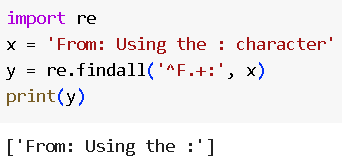 import re
x = 'From: Using the : character'
y = re.findall('^F.+:', x)
print(y)
['From: Using the :']